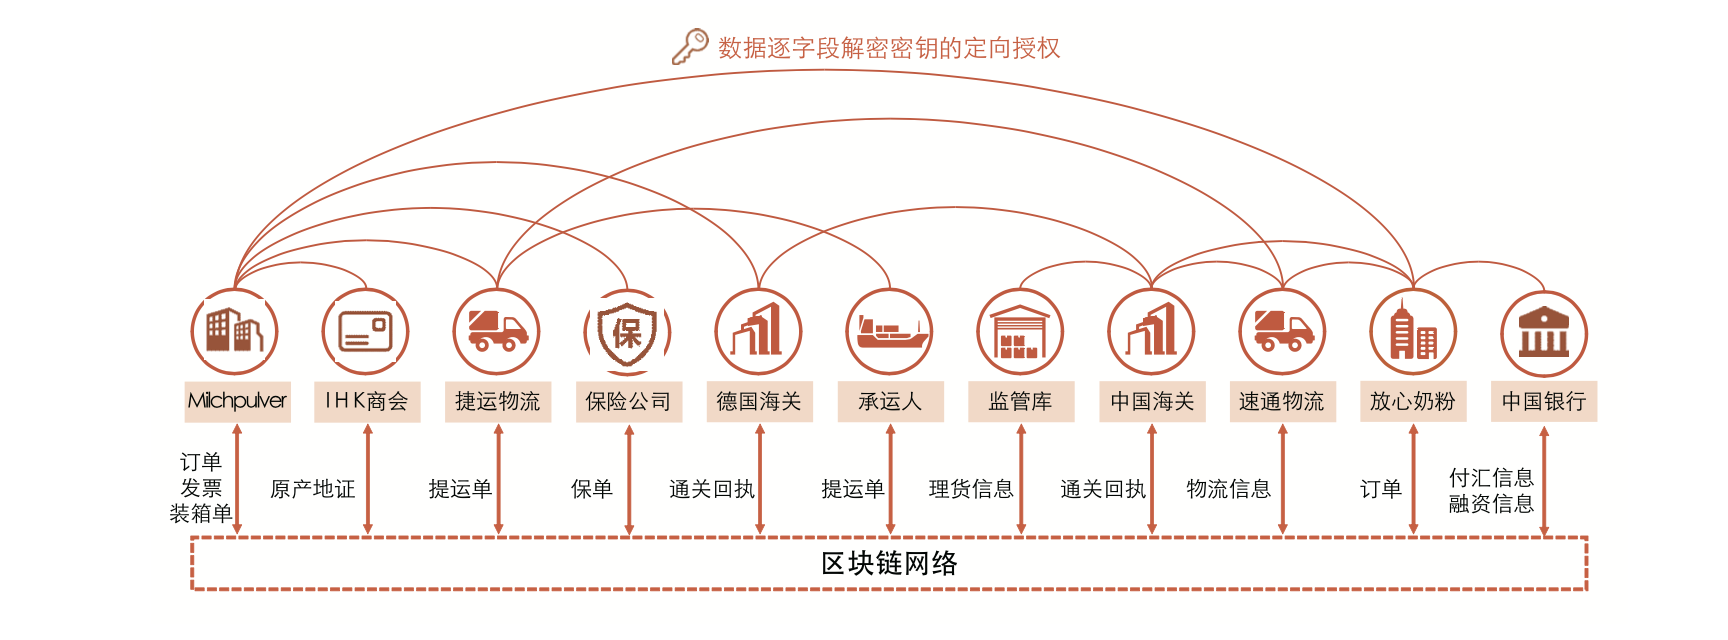 数据逐字段解密密钥的定向授权
保
Milchpulver
IHK商会
捷运物流
保险公司
德国海关
承运人
监管库
中国海关
速通物流
放心奶粉
中国银行
订单
发票
装箱单
原产地证
提运单
保单
通关回执
提运单
理货信息
通关回执
物流信息
订单
付汇信息
融资信息
区块链网络